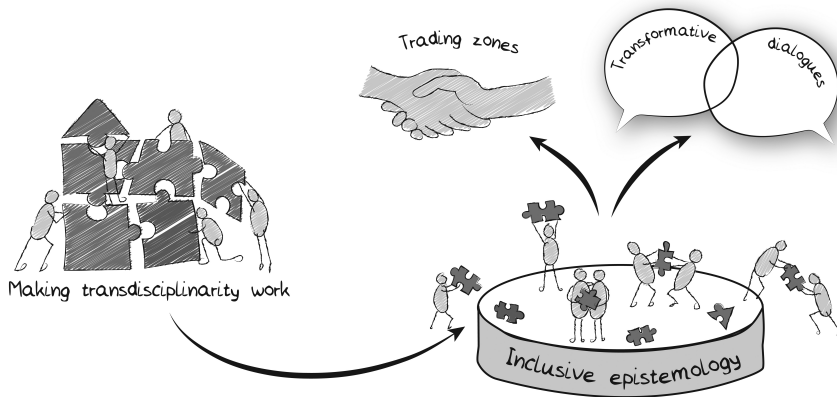 Trading zones
Transformative dialogues
Making transdisciplinarity work
Inclusive epistemology